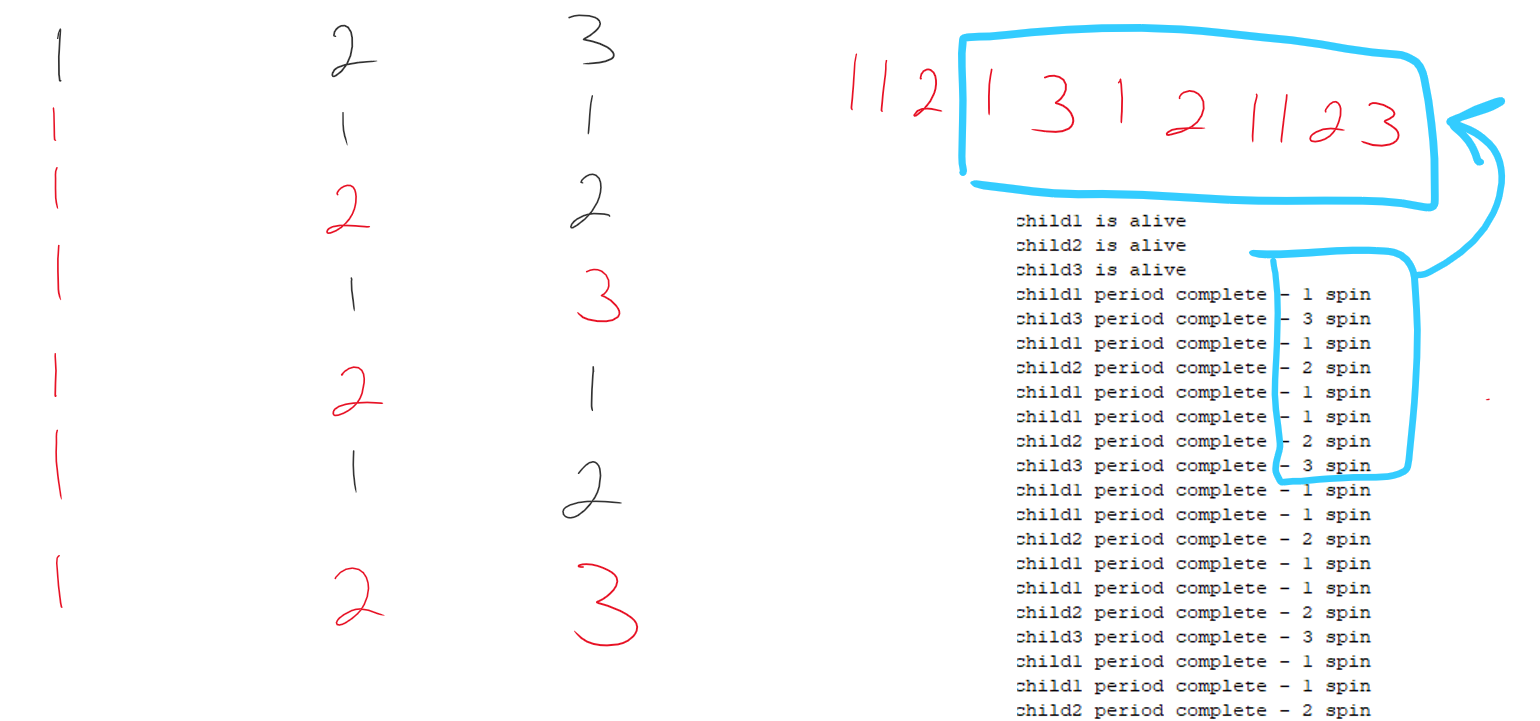 1 2 3
1 1 1
1 2 2
1 1 3
1 2 1
1 1 2
1 2 3
1 1 2 1 3 1 2 1 1 2 3
child1 is alive
child2 is alive
child3 is alive
child1 period complete - 1 spin
child3 period complete - 3 spin
child1 period complete - 1 spin
child2 period complete - 2 spin
child1 period complete - 1 spin
child1 period complete - 1 spin
child2 period complete - 2 spin
child3 period complete - 3 spin
child1 period complete - 1 spin
child1 period complete - 1 spin
child2 period complete - 2 spin
child1 period complete - 1 spin
child1 period complete - 1 spin
child2 period complete - 2 spin
child3 period complete - 3 spin
child1 period complete - 1 spin
child1 period complete - 1 spin
child2 period complete - 2 spin